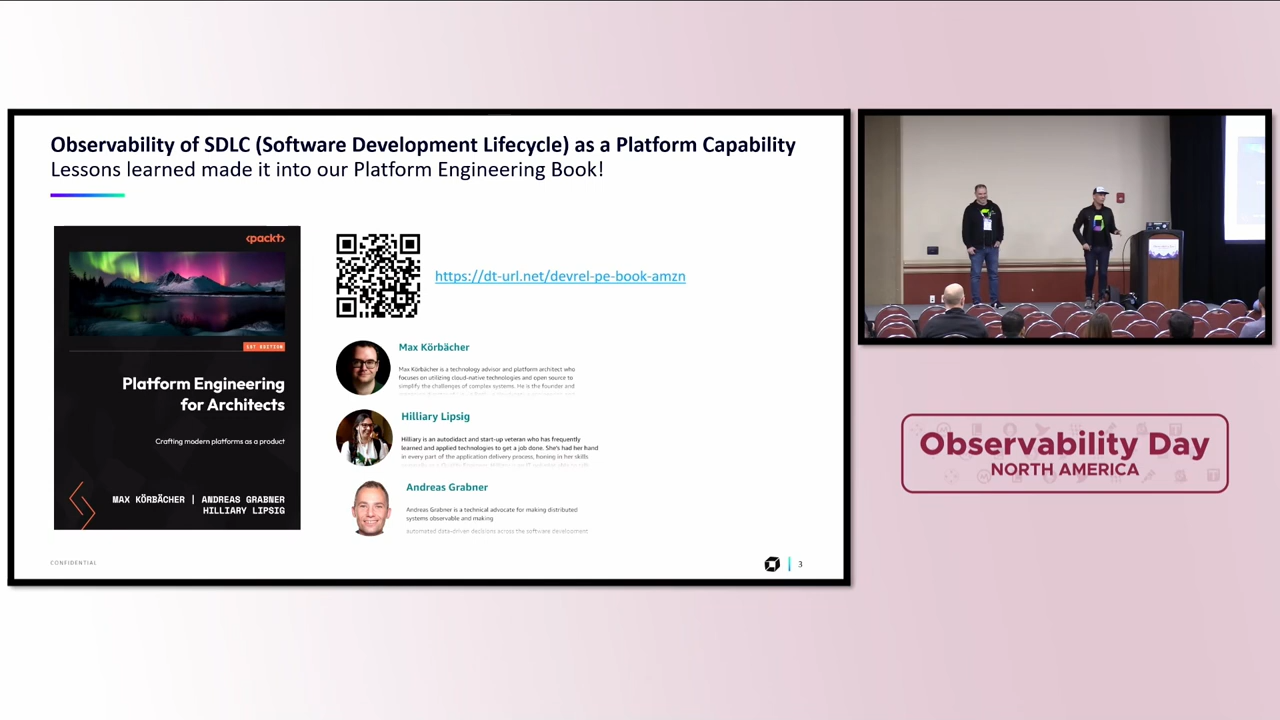 Observability of SDLC (Software Development Lifecycle) as a Platform Capability
Lessons learned made it into our Platform Engineering Book!
<packt>
1ST EDITION
Platform Engineering
for Architects
Crafting modern platforms as a product
MAX KÖRBÄCHER | ANDREAS GRABNER
HILLIARY LIPSIG
https://dt-url.net/devrel-pe-book-amzn
Max Körbächer
Max Körbächer is a technology advisor and platform architect who
focuses on utilizing cloud-native technologies and open source to
simplify the challenges of complex systems. He is the founder and
Hilliary Lipsig
Hilliary is an autodidact and start-up veteran who has frequently
learned and applied technologies to get a job done. She's had her hand
in every part of the application delivery process, honing in her skills
Andreas Grabner
Andreas Grabner is a technical advocate for making distributed
systems observable and making
automated data-driven decisions across the software development
CONFIDENTIAL
3
Observability Day
NORTH AMERICA